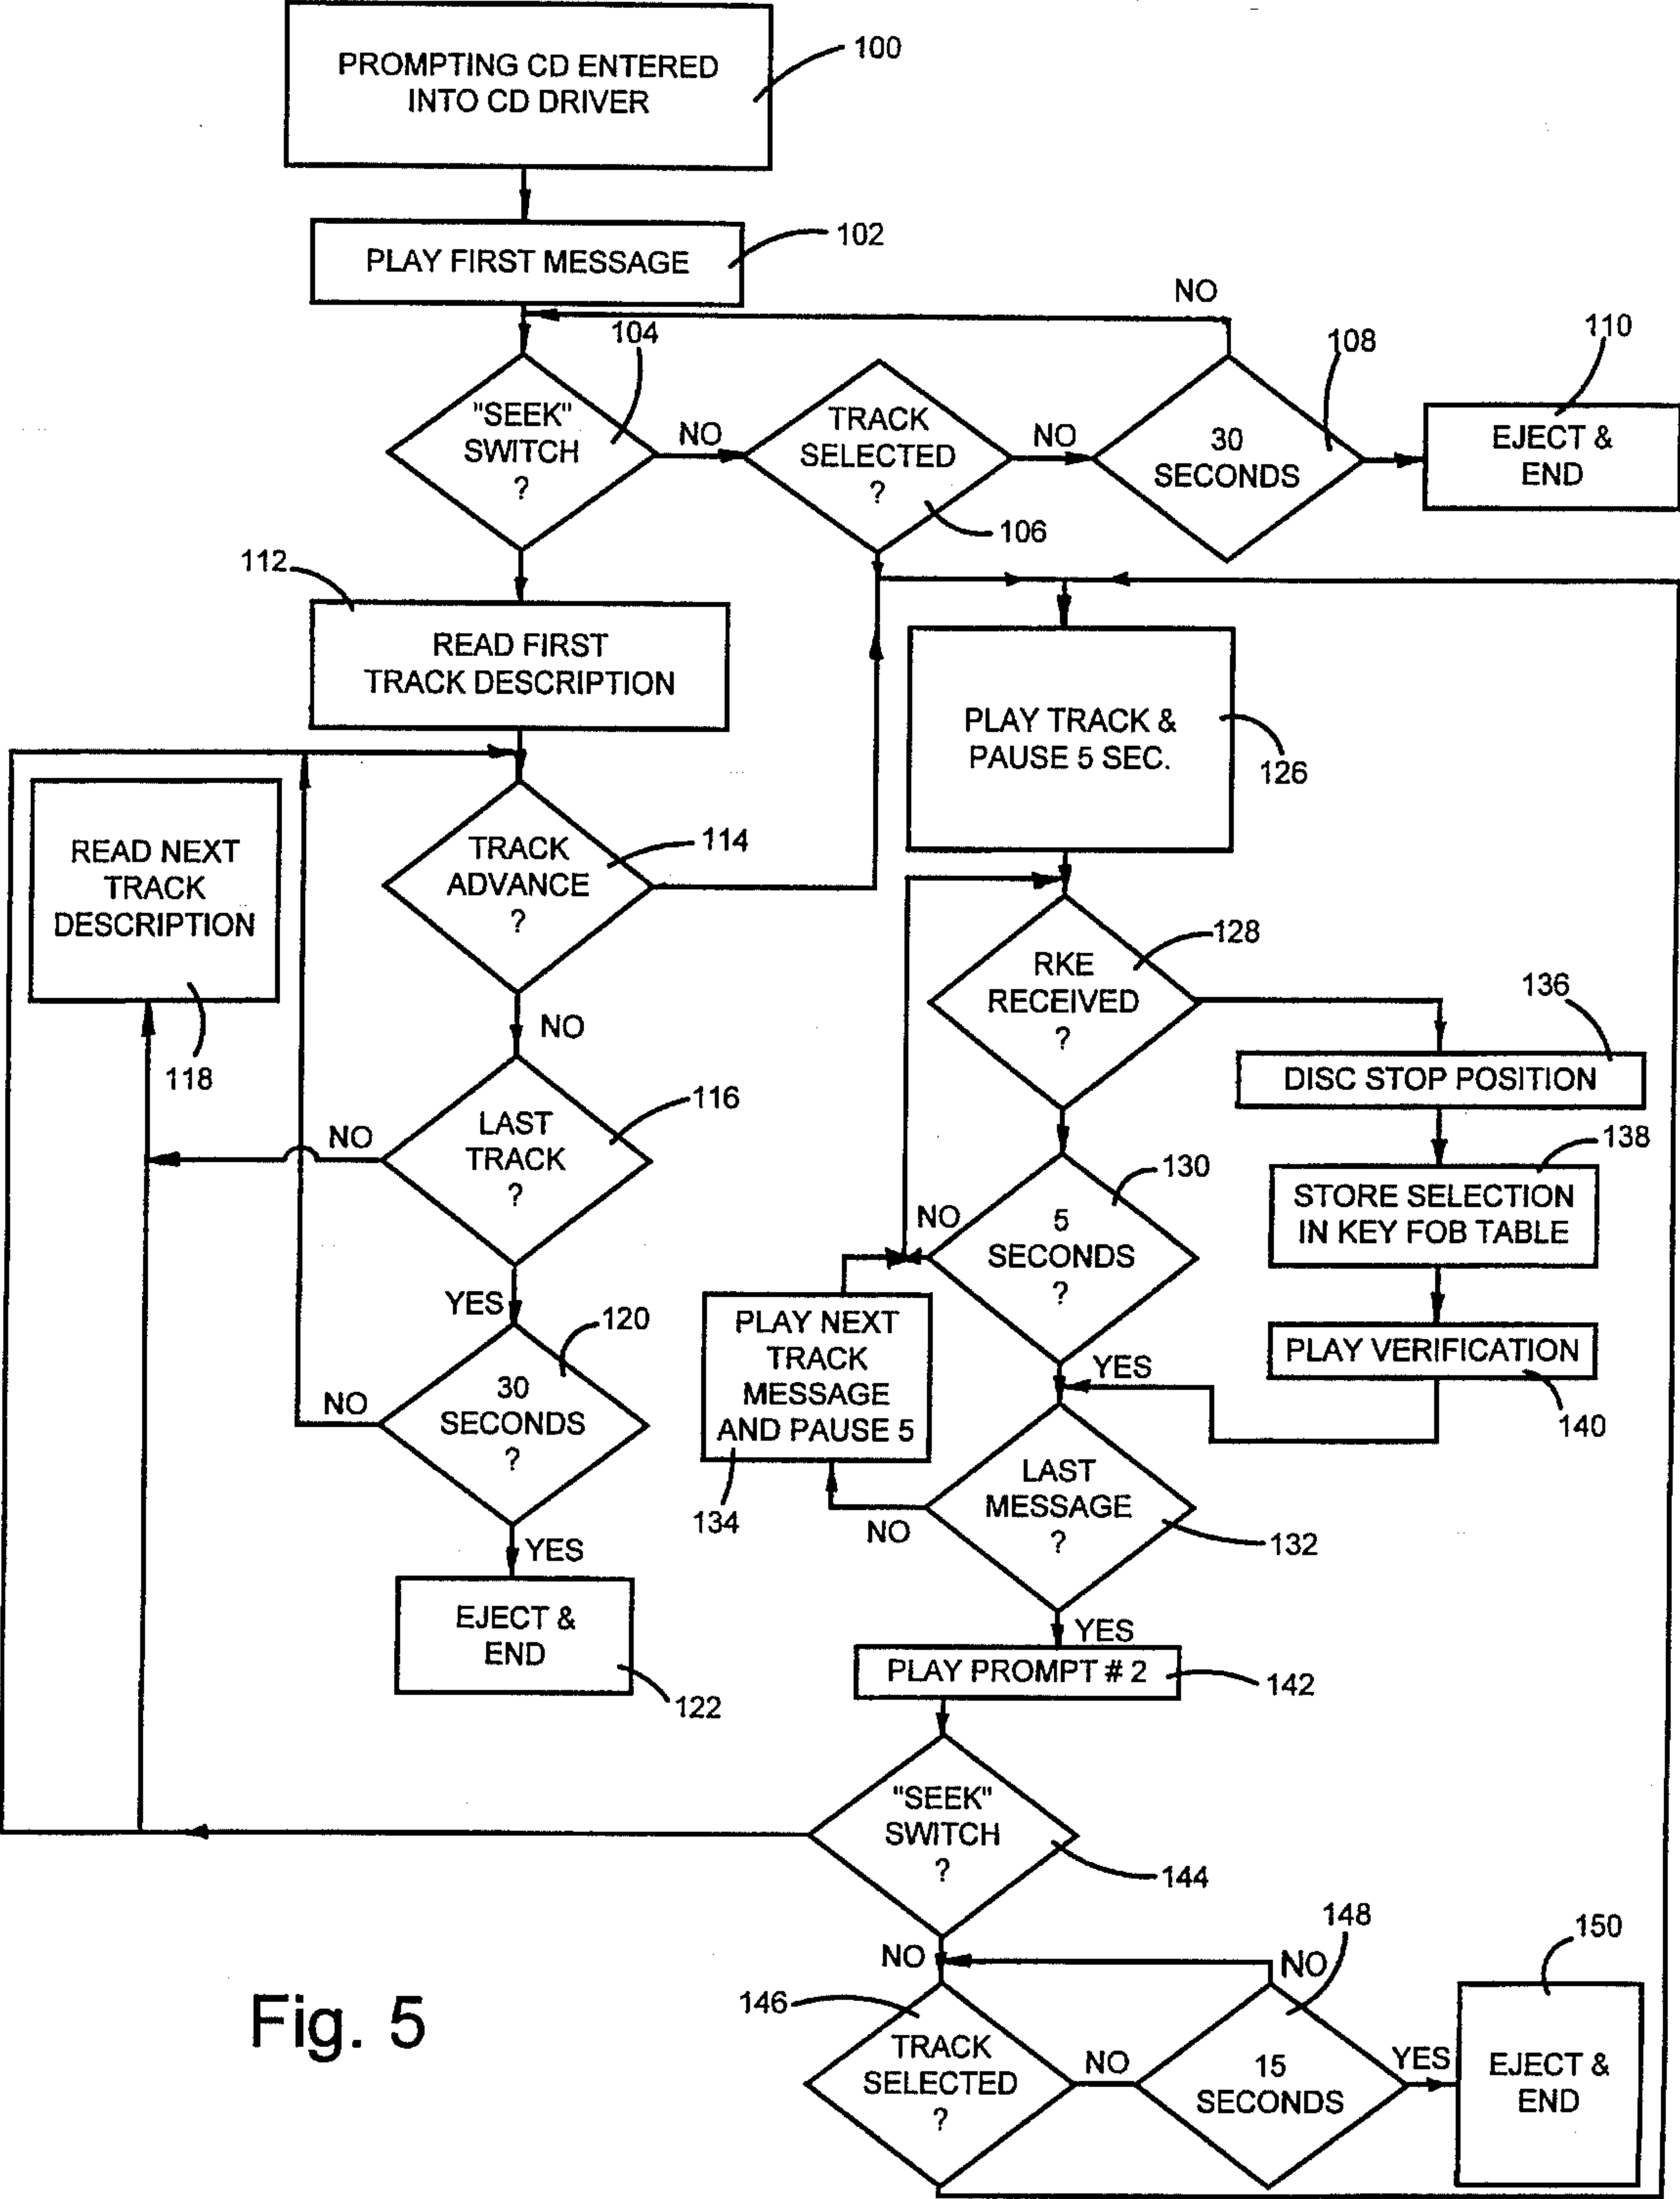 PROMPTING CD ENTERED
INTO CD DRIVER
100
PLAY FIRST MESSAGE
102
NO
104
"SEEK"
SWITCH
?
NO
TRACK
SELECTED
?
106
NO
30
SECONDS
108
110
EJECT &
END
112
READ FIRST
TRACK DESCRIPTION
PLAY TRACK &
PAUSE 5 SEC.
126
READ NEXT
TRACK
DESCRIPTION
118
TRACK
ADVANCE
?
114
NO
RKE
RECEIVED
?
128
136
DISC STOP POSITION
LAST
TRACK
?
116
NO
138
STORE SELECTION
IN KEY FOB TABLE
5
SECONDS
?
130
NO
YES
YES
120
30
SECONDS
?
NO
PLAY NEXT
TRACK
MESSAGE
AND PAUSE 5
134
PLAY VERIFICATION
140
LAST
MESSAGE
?
132
NO
YES
EJECT &
END
122
YES
PLAY PROMPT # 2
142
"SEEK"
SWITCH
?
144
NO
NO
148
150
146
TRACK
SELECTED
?
NO
15
SECONDS
YES
EJECT &
END
Fig. 5